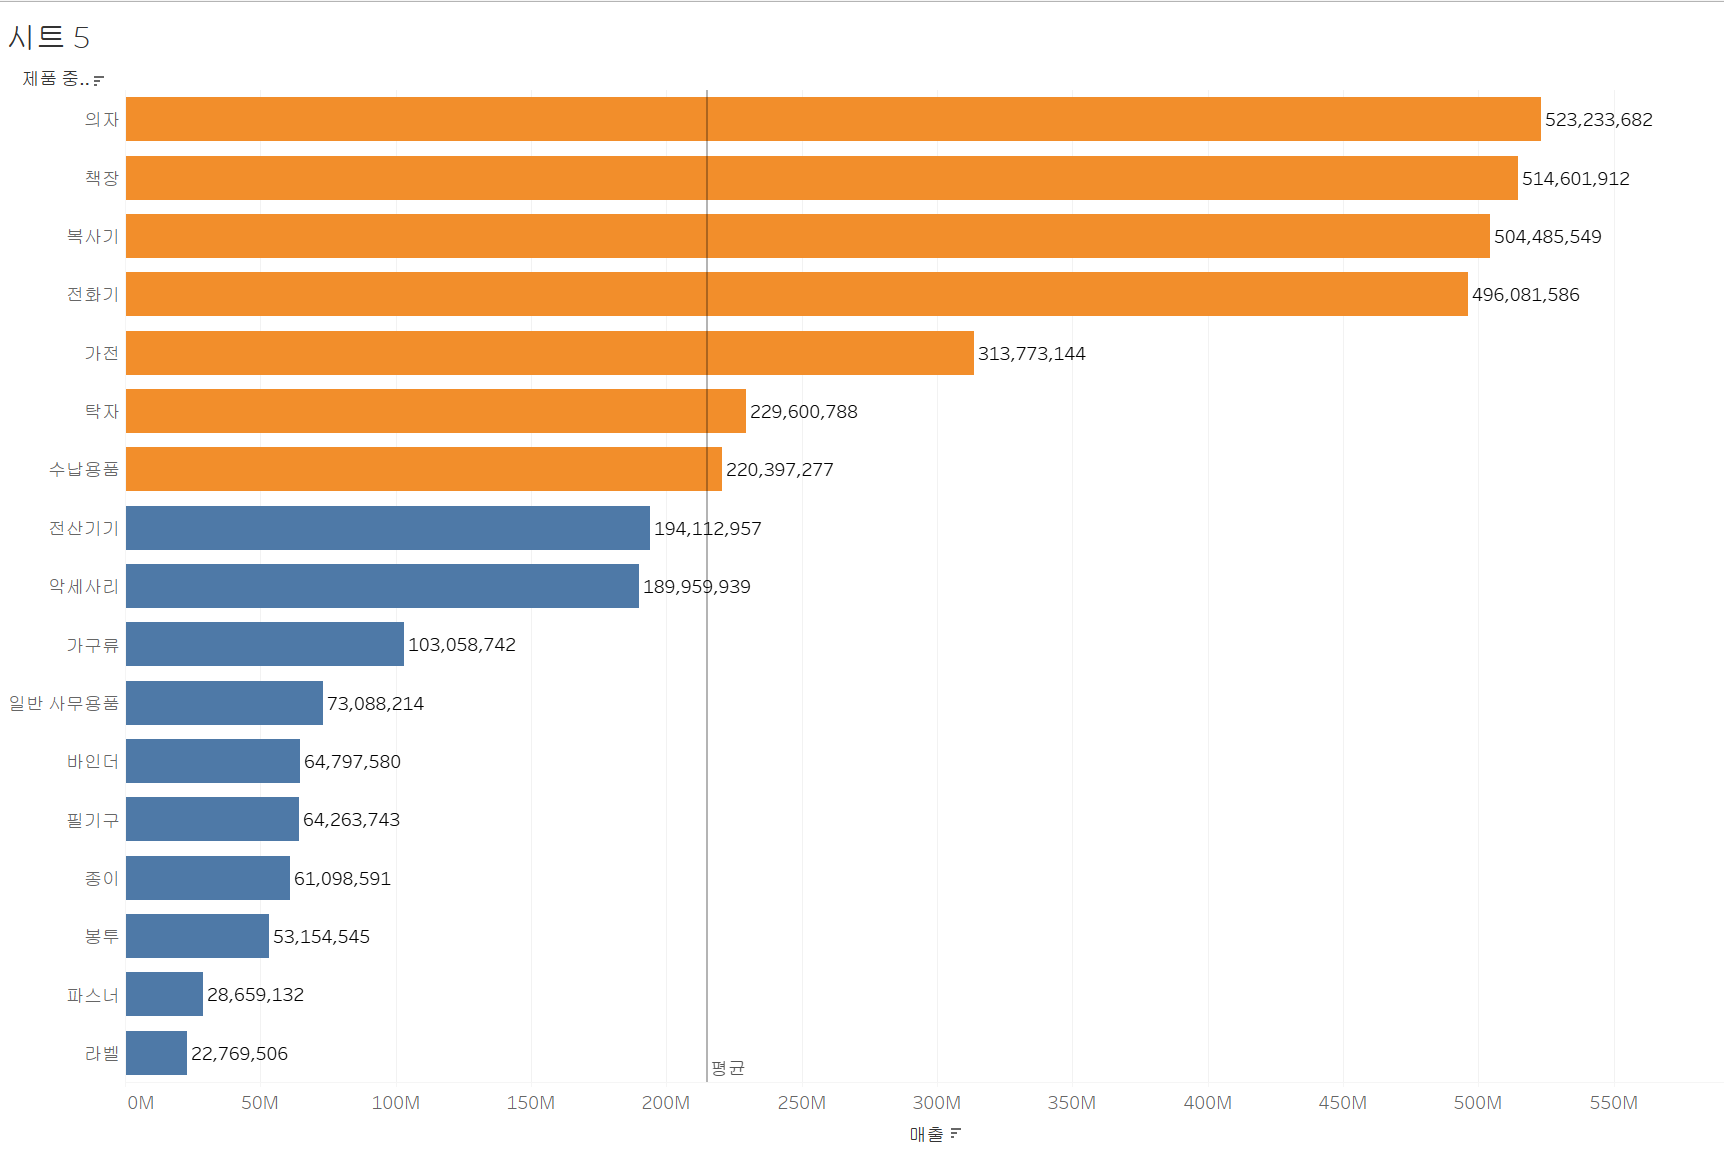 시트 5
제품 중..
의자 523,233,682
책장 514,601,912
복사기 504,485,549
전화기 496,081,586
가전 313,773,144
탁자 229,600,788
수납용품 220,397,277
전산기기 194,112,957
악세사리 189,959,939
가구류 103,058,742
일반 사무용품 73,088,214
바인더 64,797,580
필기구 64,263,743
종이 61,098,591
봉투 53,154,545
파스너 28,659,132
라벨 22,769,506
평균
0M 50M 100M 150M 200M 250M 300M 350M 400M 450M 500M 550M
매출